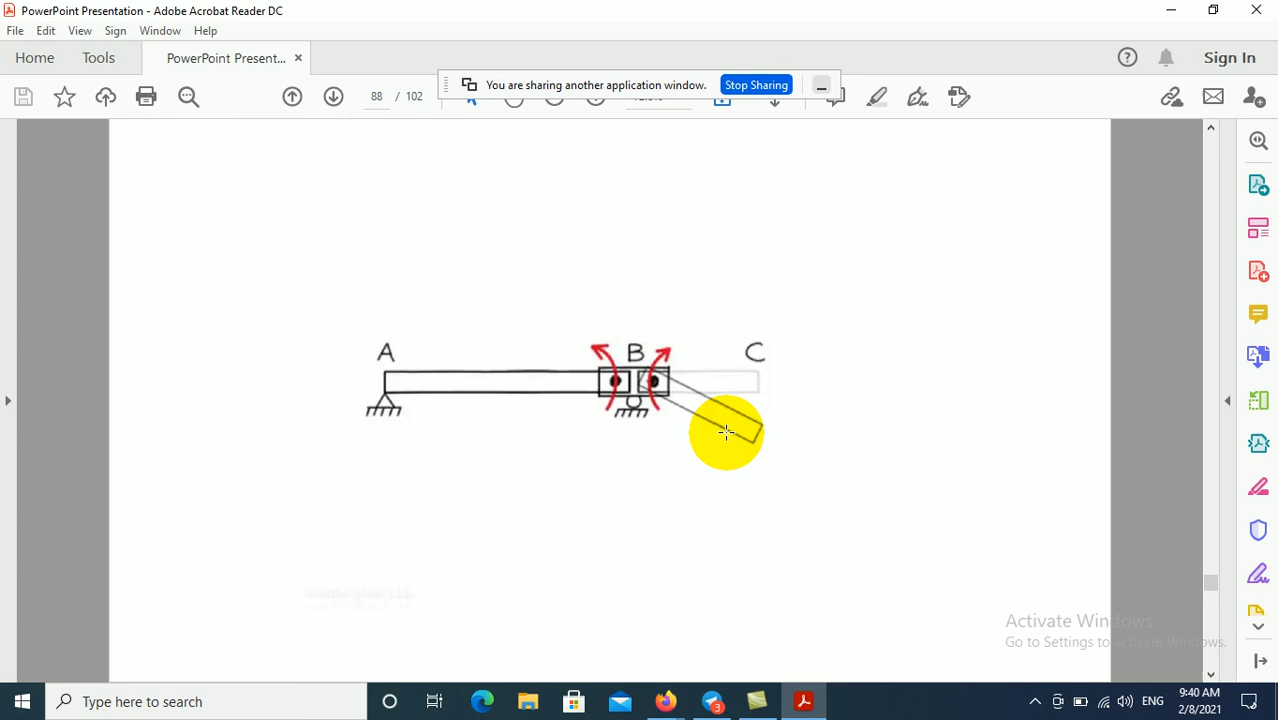 PowerPoint Presentation - Adobe Acrobat Reader DC
File Edit View Sign Window Help
Home Tools PowerPoint Present... Sign In
You are sharing another application window. Stop Sharing
88 / 102
A B C
Activate Windows
Go to Settings to activate Windows.
Type here to search
3
ENG
9:40 AM
2/8/2021